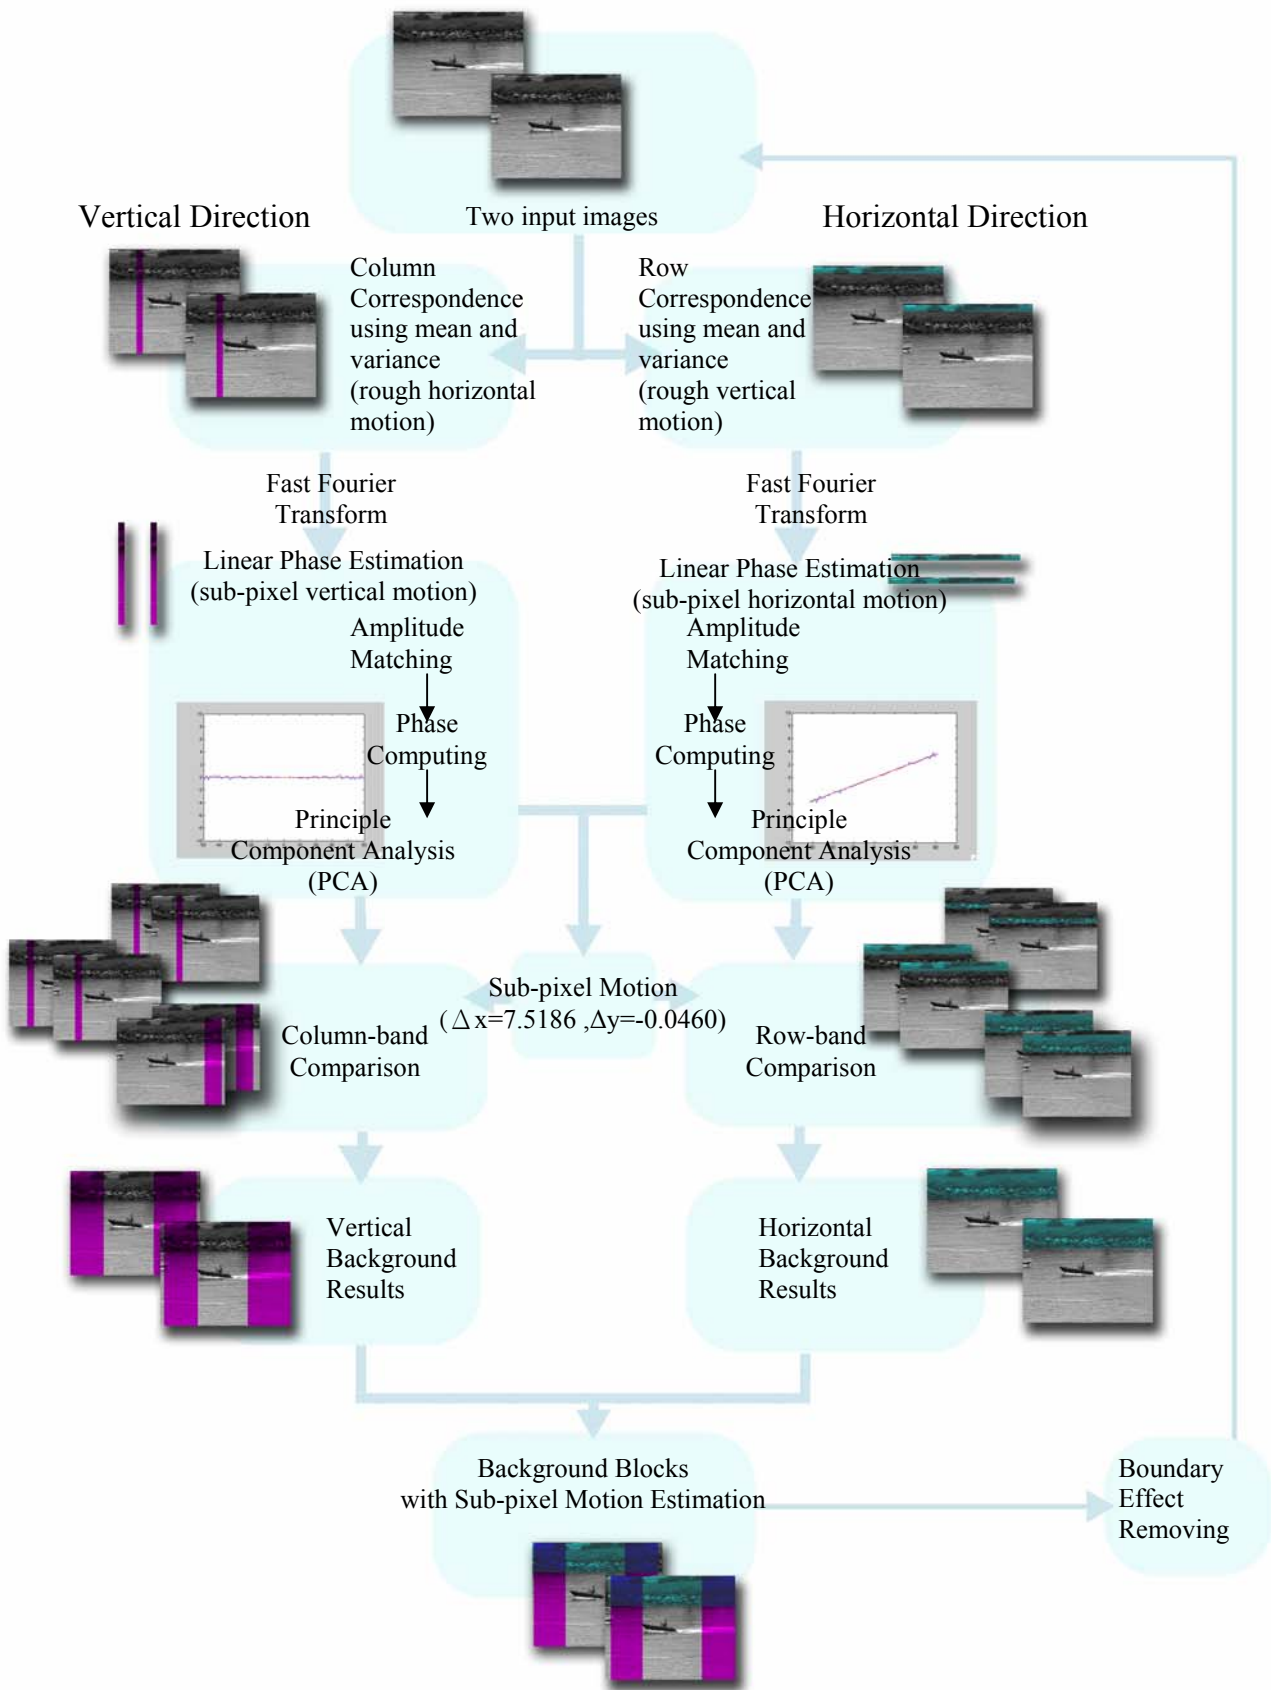 Two input images
Vertical Direction
Horizontal Direction
Column
Correspondence
using mean and
variance
(rough horizontal
motion)
Row
Correspondence
using mean and
variance
(rough vertical
motion)
Fast Fourier
Transform
Fast Fourier
Transform
Linear Phase Estimation
(sub-pixel vertical motion)
Amplitude
Matching
Phase
Computing
Principle
Component Analysis
(PCA)
Linear Phase Estimation
(sub-pixel horizontal motion)
Amplitude
Matching
Phase
Computing
Principle
Component Analysis
(PCA)
Sub-pixel Motion
(Δx=7.5186 ,Δy=-0.0460)
Column-band
Comparison
Row-band
Comparison
Vertical
Background
Results
Horizontal
Background
Results
Background Blocks
with Sub-pixel Motion Estimation
Boundary
Effect
Removing